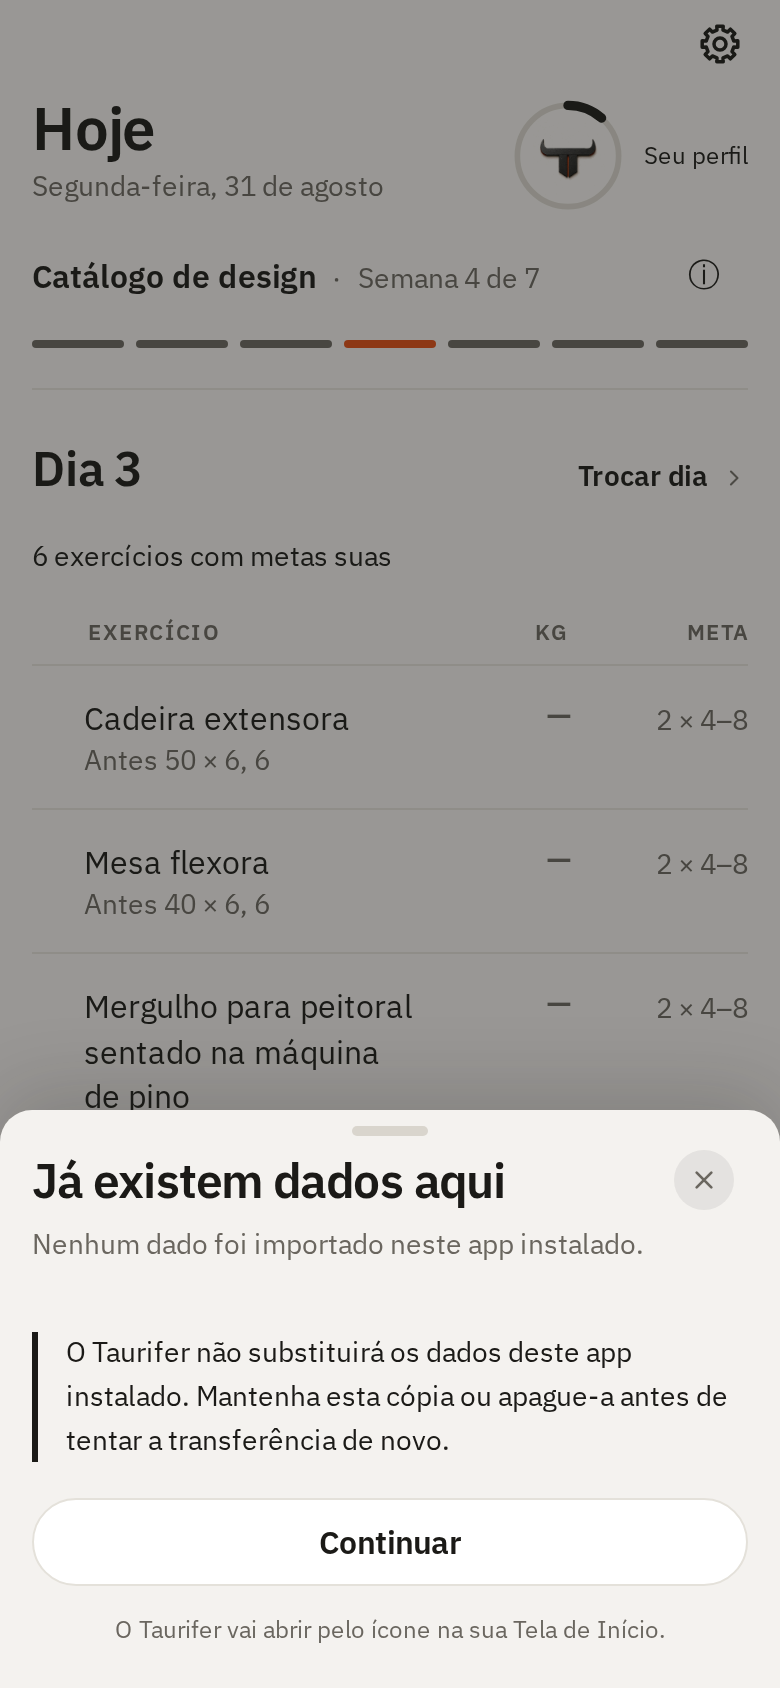 Hoje
Segunda-feira, 31 de agosto
Seu perfil
Catálogo de design · Semana 4 de 7
Dia 3
Trocar dia
6 exercícios com metas suas
EXERCÍCIO KG META
Cadeira extensora — 2 × 4–8
Antes 50 × 6, 6
Mesa flexora — 2 × 4–8
Antes 40 × 6, 6
Mergulho para peitoral — 2 × 4–8
sentado na máquina
de pino
Já existem dados aqui
Nenhum dado foi importado neste app instalado.
O Taurifer não substituirá os dados deste app
instalado. Mantenha esta cópia ou apague-a antes de
tentar a transferência de novo.
Continuar
O Taurifer vai abrir pelo ícone na sua Tela de Início.